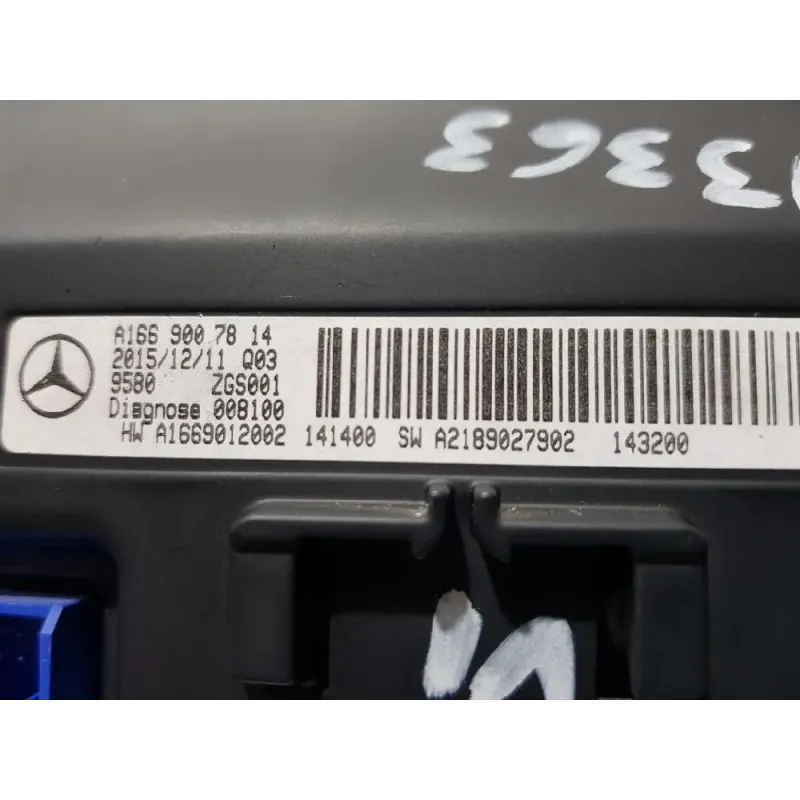 3363
A166 900 78 14
2015/12/11 Q03
9580 ZGS001
Diagnose 008100
HW A1669012002 141400 SW A2189027902 143200